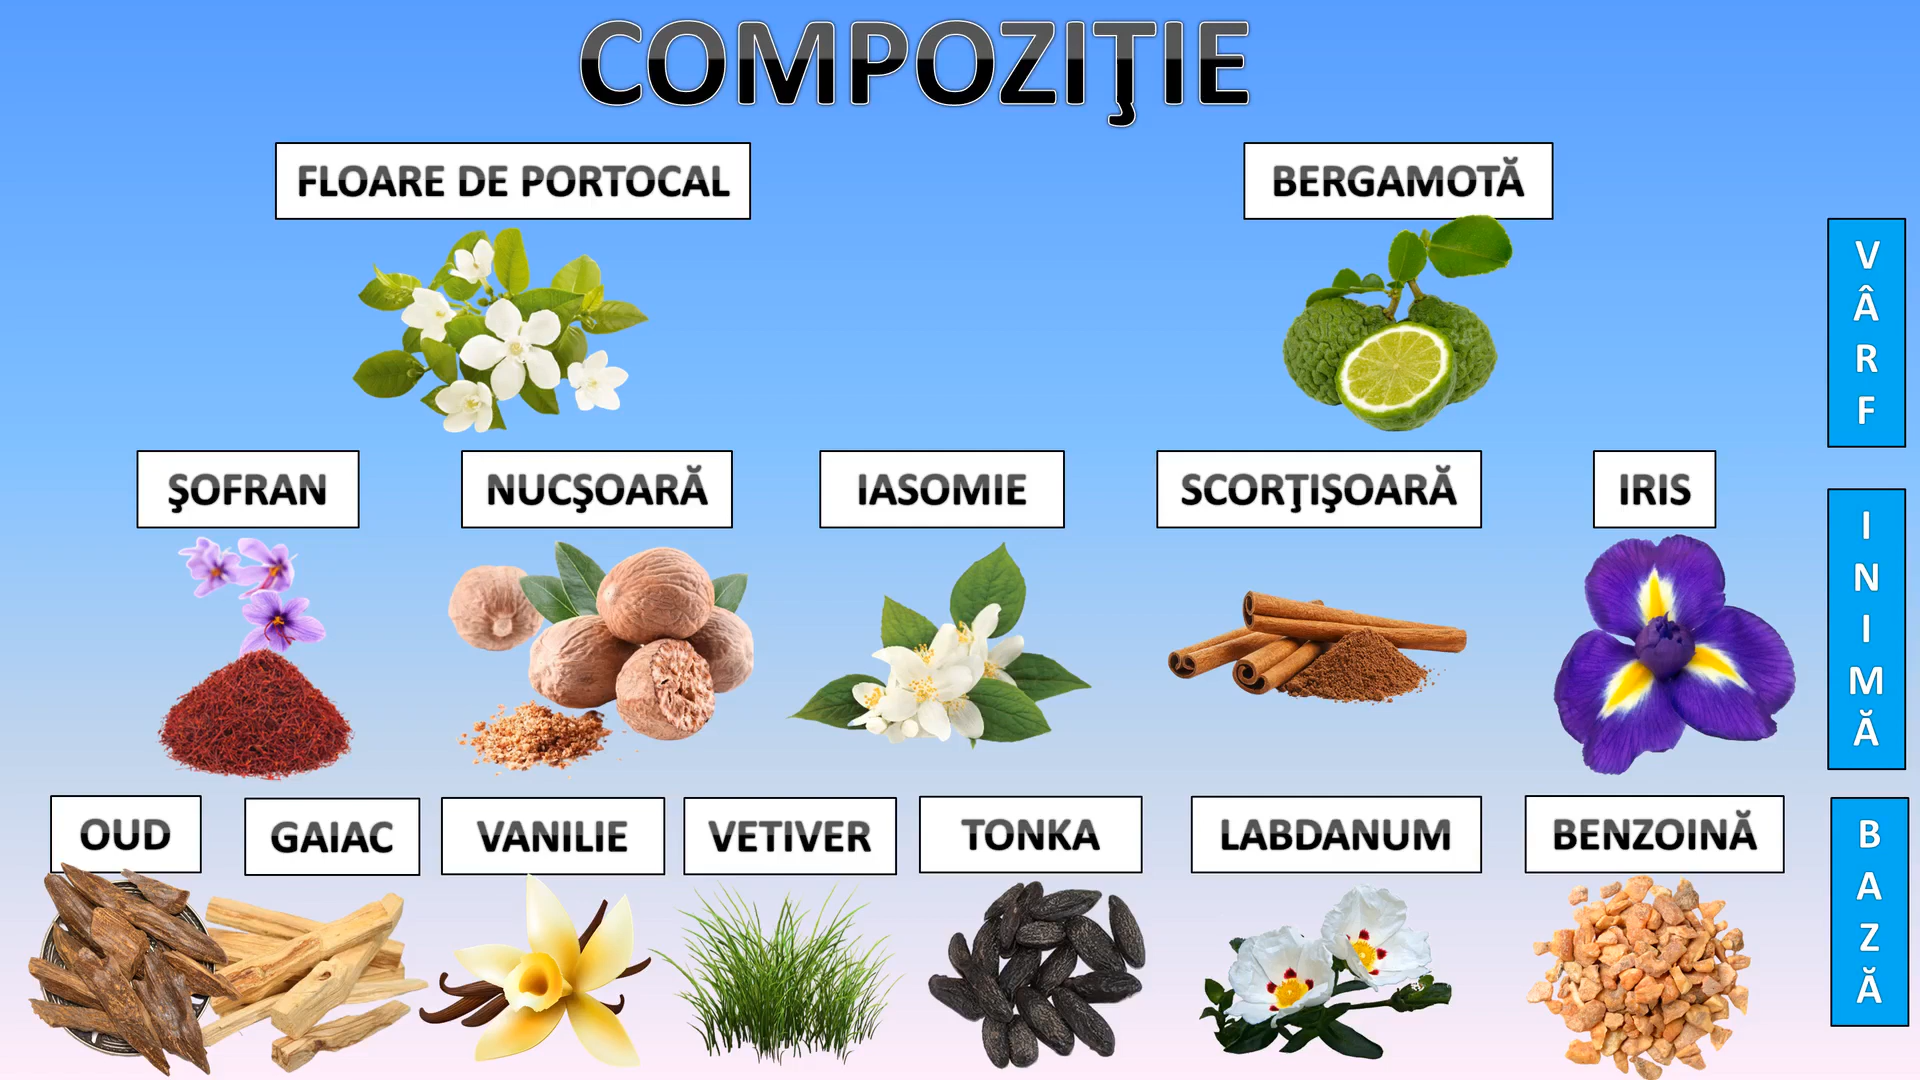 COMPOZIŢIE
FLOARE DE PORTOCAL
BERGAMOTĂ
VÂRF
ŞOFRAN
NUCŞOARĂ
IASOMIE
SCORŢIŞOARĂ
IRIS
INIMĂ
OUD
GAIAC
VANILIE
VETIVER
TONKA
LABDANUM
BENZOINĂ
BAZĂ